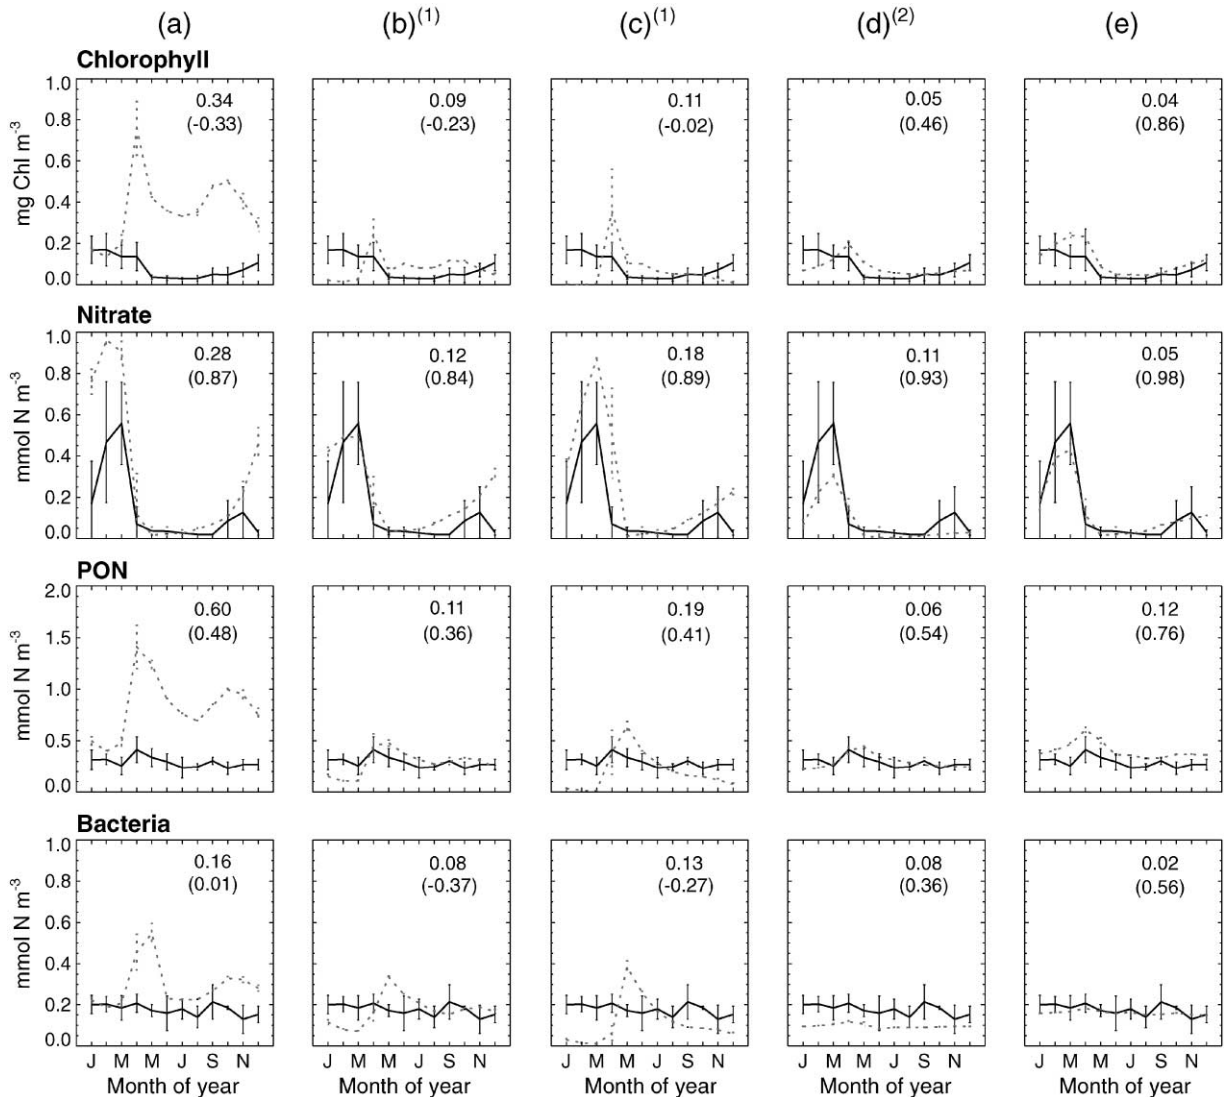 (a) (b)(1) (c)(1) (d)(2) (e)
Chlorophyll
mg Chl m-3
1.0
0.8
0.6
0.4
0.2
0.0
0.34 0.09 0.11 0.05 0.04
(-0.33) (-0.23) (-0.02) (0.46) (0.86)
Nitrate
mmol N m-3
1.0
0.8
0.6
0.4
0.2
0.0
0.28 0.12 0.18 0.11 0.05
(0.87) (0.84) (0.89) (0.93) (0.98)
PON
mmol N m-3
2.0
1.5
1.0
0.5
0.0
0.60 0.11 0.19 0.06 0.12
(0.48) (0.36) (0.41) (0.54) (0.76)
Bacteria
mmol N m-3
1.0
0.8
0.6
0.4
0.2
0.0
0.16 0.08 0.13 0.08 0.02
(0.01) (-0.37) (-0.27) (0.36) (0.56)
J M M J S N J M M J S N J M M J S N J M M J S N J M M J S N
Month of year Month of year Month of year Month of year Month of year